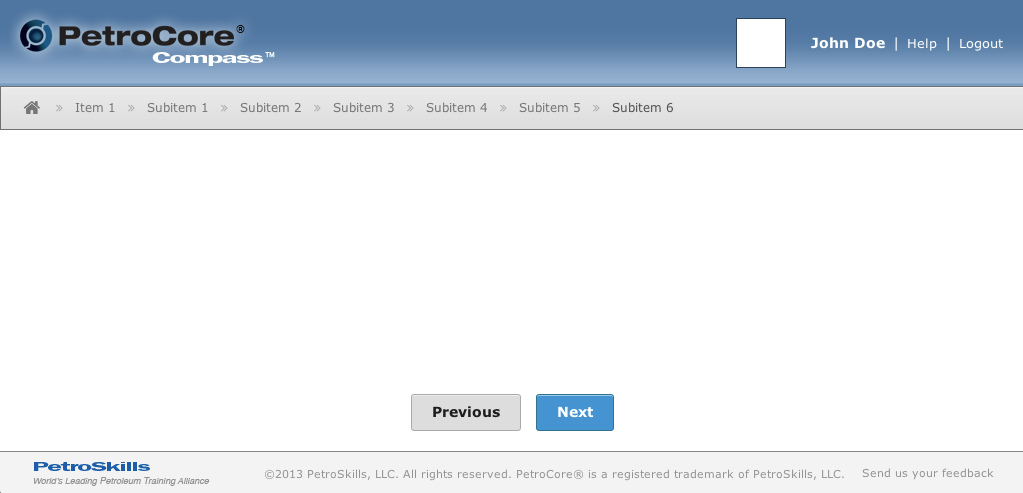 PetroCore®
Compass™
John Doe | Help | Logout
» Item 1 » Subitem 1 » Subitem 2 » Subitem 3 » Subitem 4 » Subitem 5 » Subitem 6
Previous Next
PetroSkills
World's Leading Petroleum Training Alliance
©2013 PetroSkills, LLC. All rights reserved. PetroCore® is a registered trademark of PetroSkills, LLC. Send us your feedback